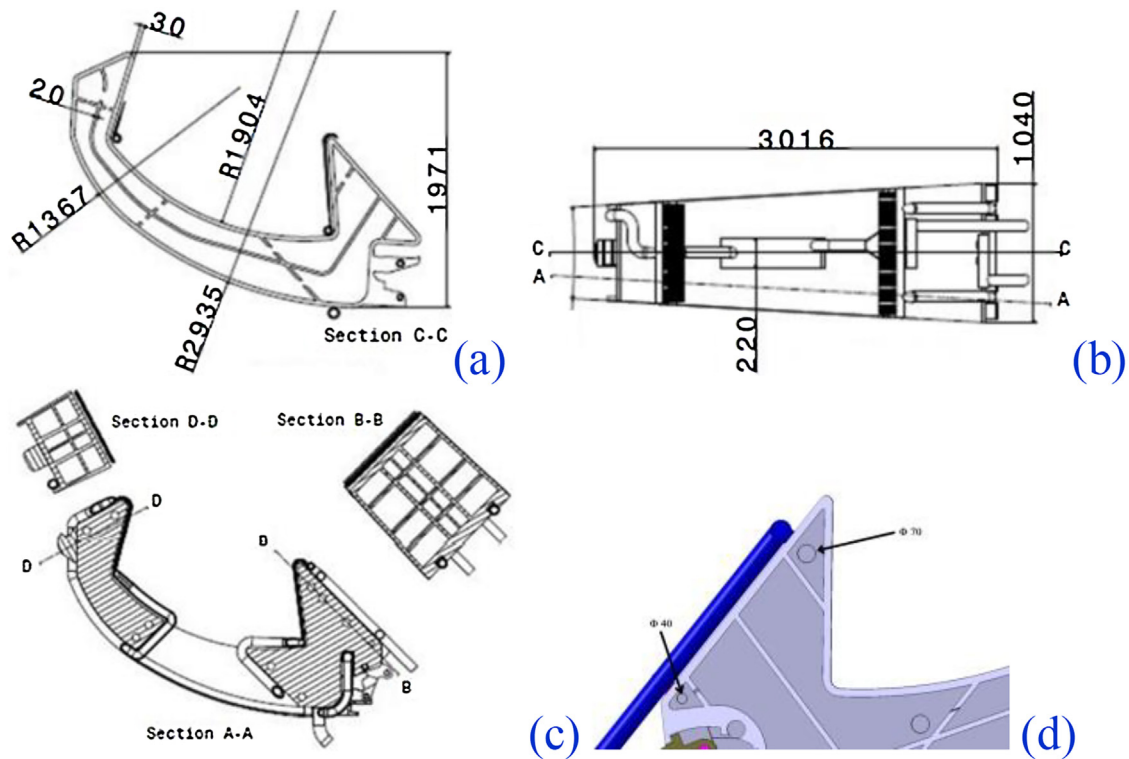 30
20
R1904
1971
R1367
R2935
Section C-C
(a)
3016
1040
C
C
A
A
220
(b)
Section D-D
Section B-B
D
D
B
B
Section A-A
(c)
Φ 70
Φ 40
(d)